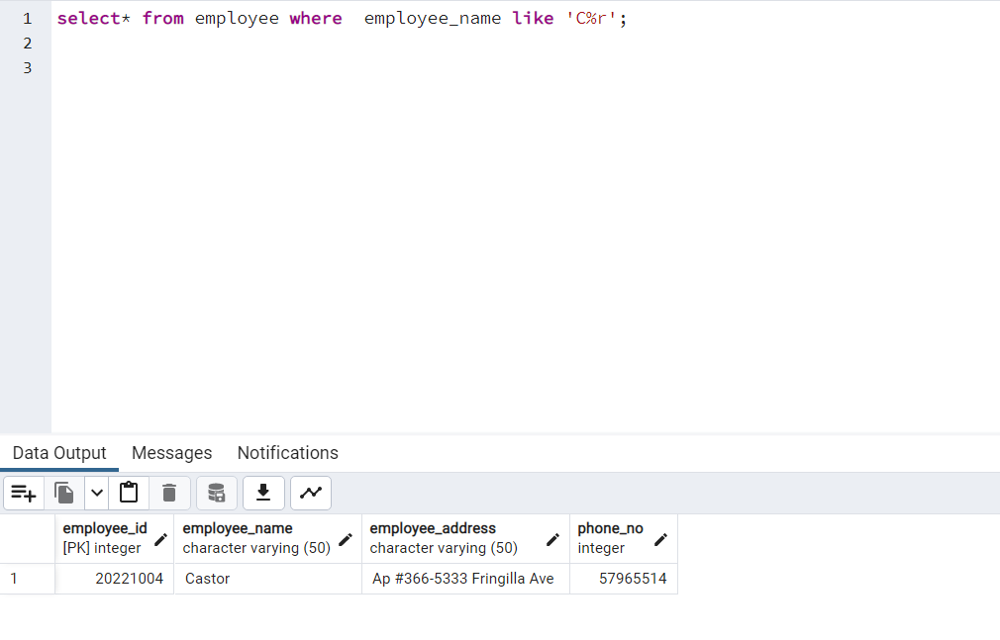 1 select* from employee where  employee_name like 'C%r';
2
3
Data Output Messages Notifications
employee_id employee_name employee_address phone_no
[PK] integer character varying (50) character varying (50) integer
1 20221004 Castor Ap #366-5333 Fringilla Ave 57965514